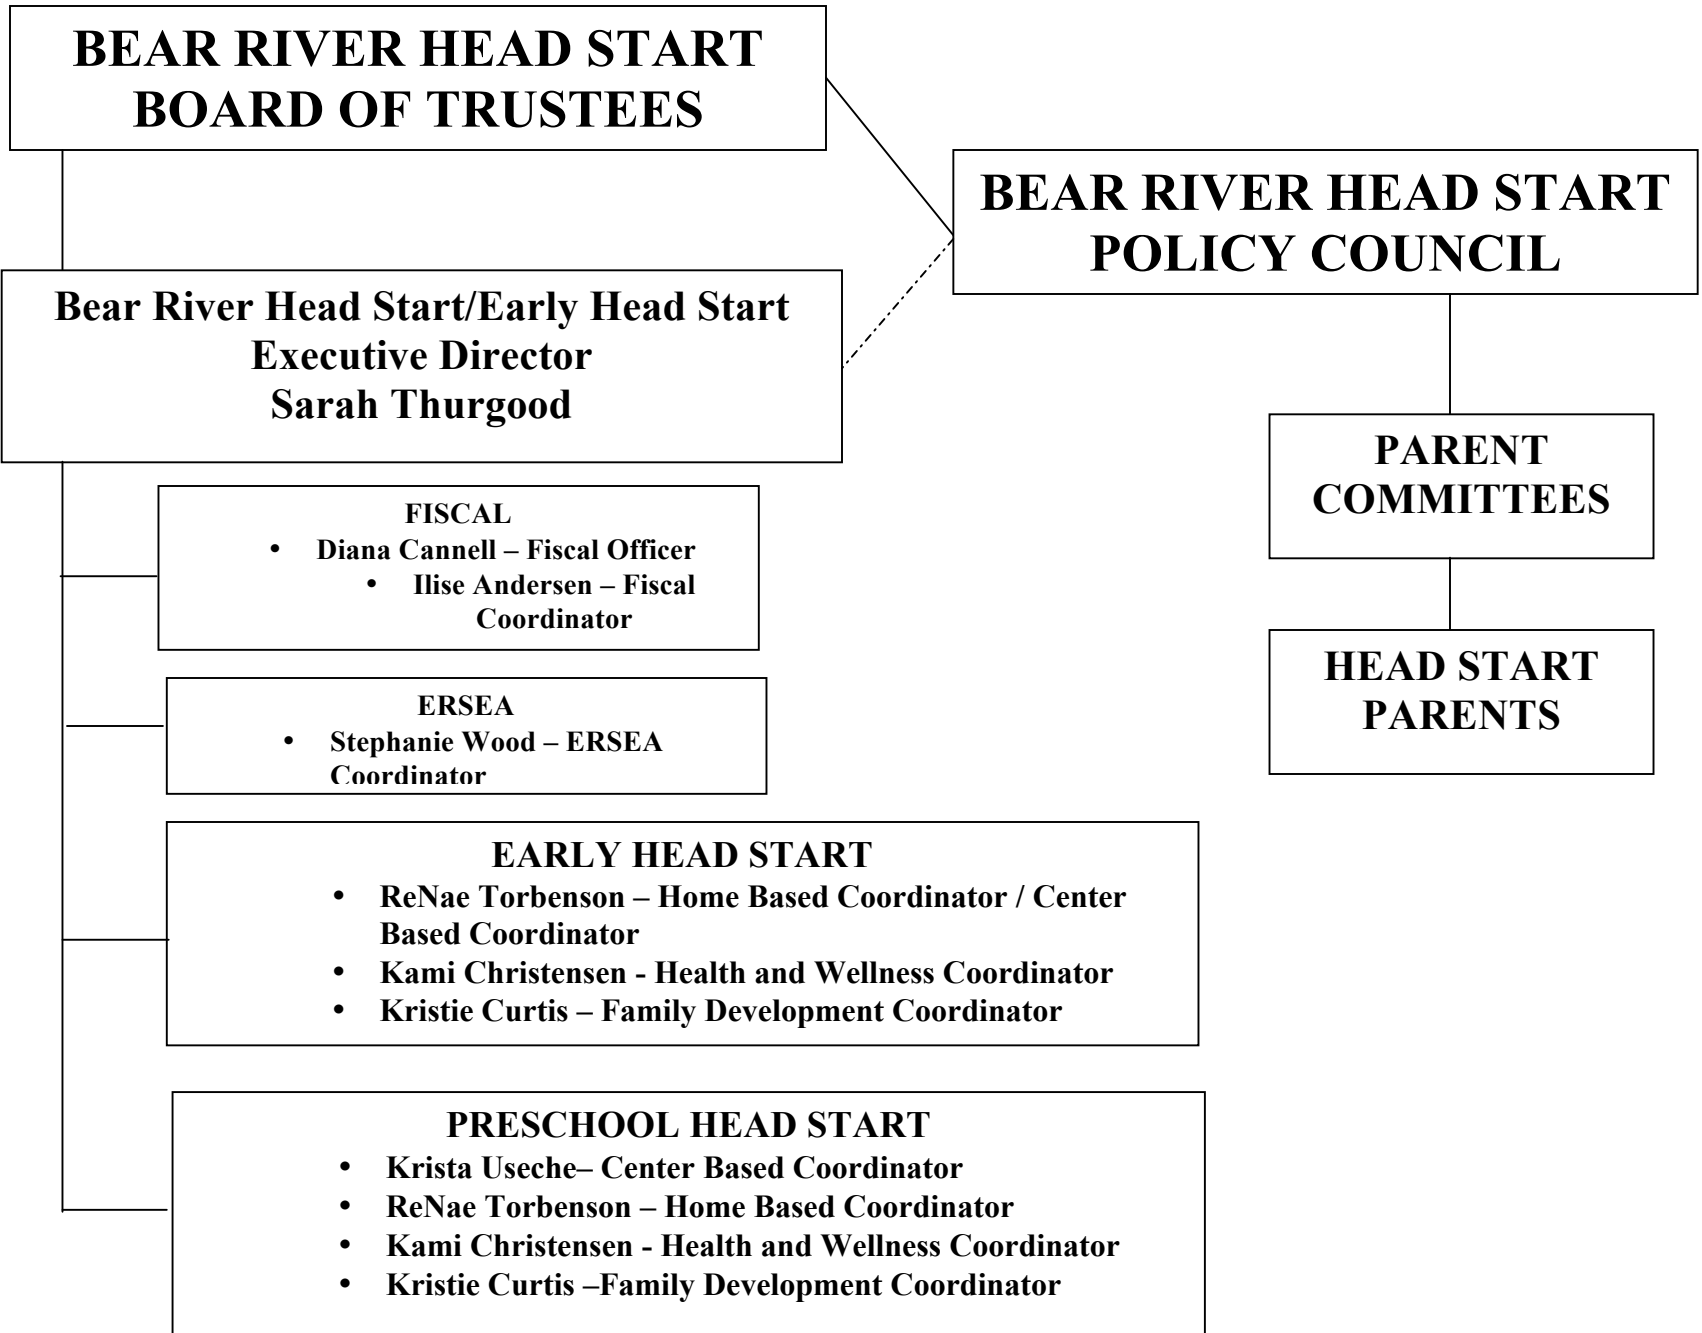 BEAR RIVER HEAD START
BOARD OF TRUSTEES
BEAR RIVER HEAD START
POLICY COUNCIL
Bear River Head Start/Early Head Start
Executive Director
Sarah Thurgood
PARENT
COMMITTEES
HEAD START
PARENTS
FISCAL
• Diana Cannell – Fiscal Officer
• Ilise Andersen – Fiscal
Coordinator
ERSEA
• Stephanie Wood – ERSEA
Coordinator
EARLY HEAD START
• ReNae Torbenson – Home Based Coordinator / Center
Based Coordinator
• Kami Christensen - Health and Wellness Coordinator
• Kristie Curtis – Family Development Coordinator
PRESCHOOL HEAD START
• Krista Useche– Center Based Coordinator
• ReNae Torbenson – Home Based Coordinator
• Kami Christensen - Health and Wellness Coordinator
• Kristie Curtis –Family Development Coordinator